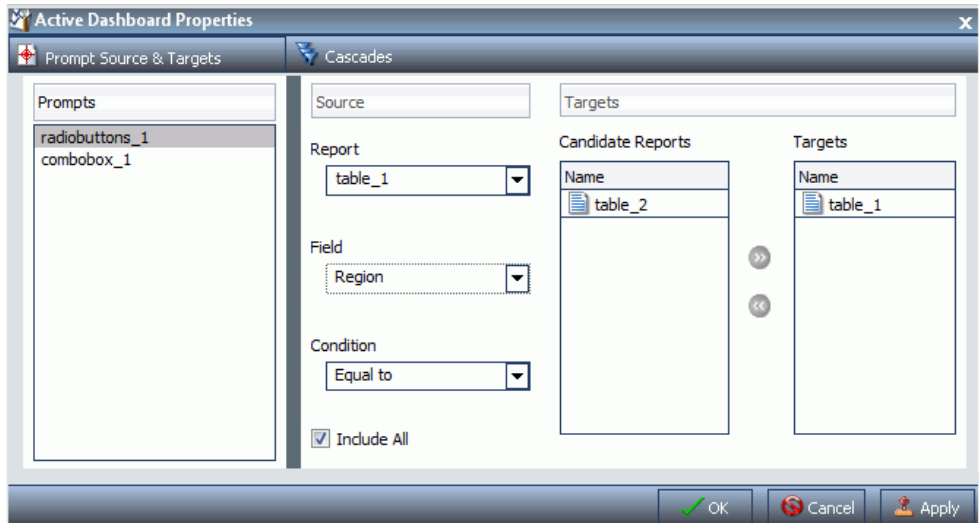 Active Dashboard Properties
x
Prompt Source & Targets
Cascades
Prompts
radiobuttons_1
combobox_1
Source
Report
table_1
Field
Region
Condition
Equal to
Include All
Targets
Candidate Reports
Name
table_2
Targets
Name
table_1
OK
Cancel
Apply